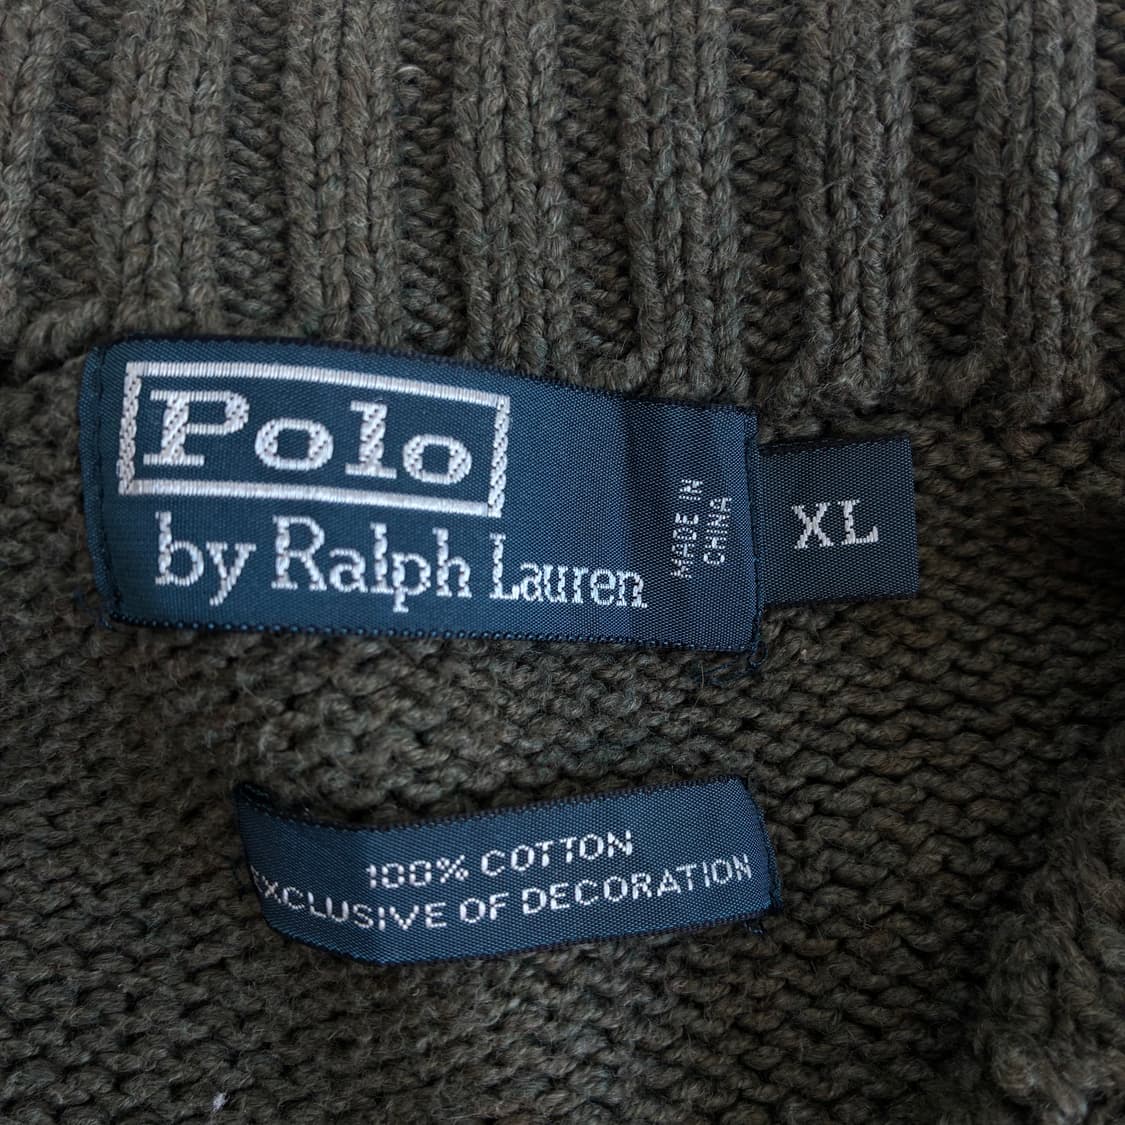 Polo
by Ralph Lauren
MADE IN
CHINA
XL
100% COTTON
EXCLUSIVE OF DECORATION